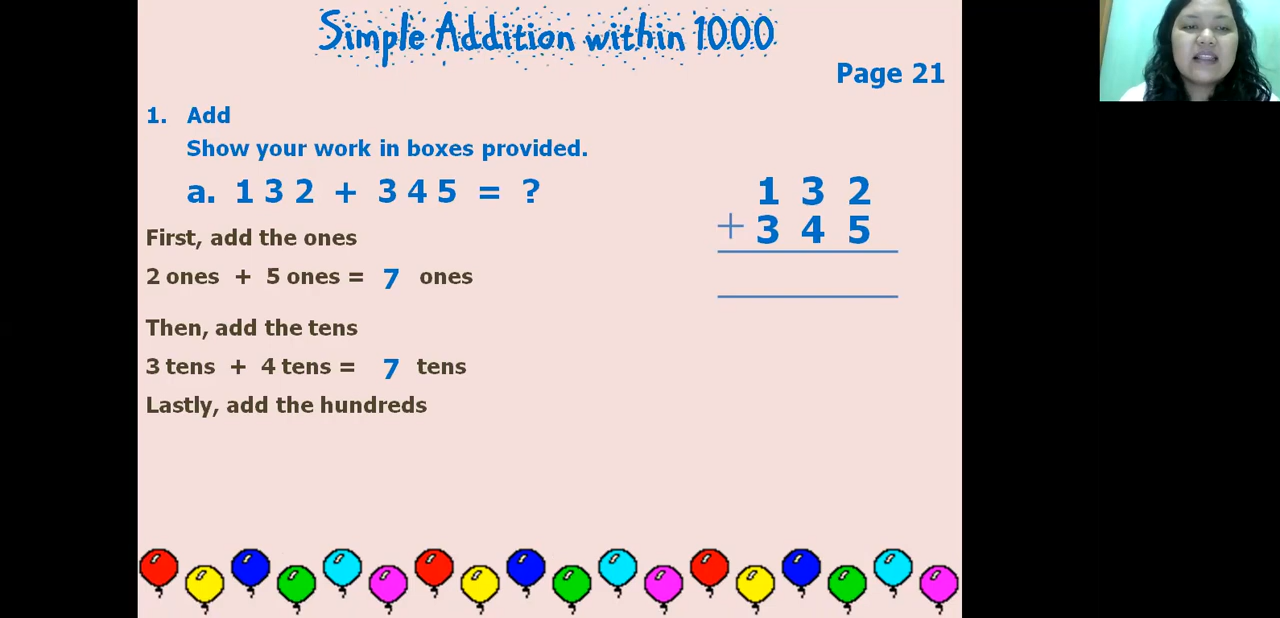 Simple Addition within 1000
Page 21
1. Add
Show your work in boxes provided.
a. 1 3 2 + 3 4 5 = ?
First, add the ones
2 ones + 5 ones = 7 ones
Then, add the tens
3 tens + 4 tens = 7 tens
Lastly, add the hundreds
1 3 2
+ 3 4 5